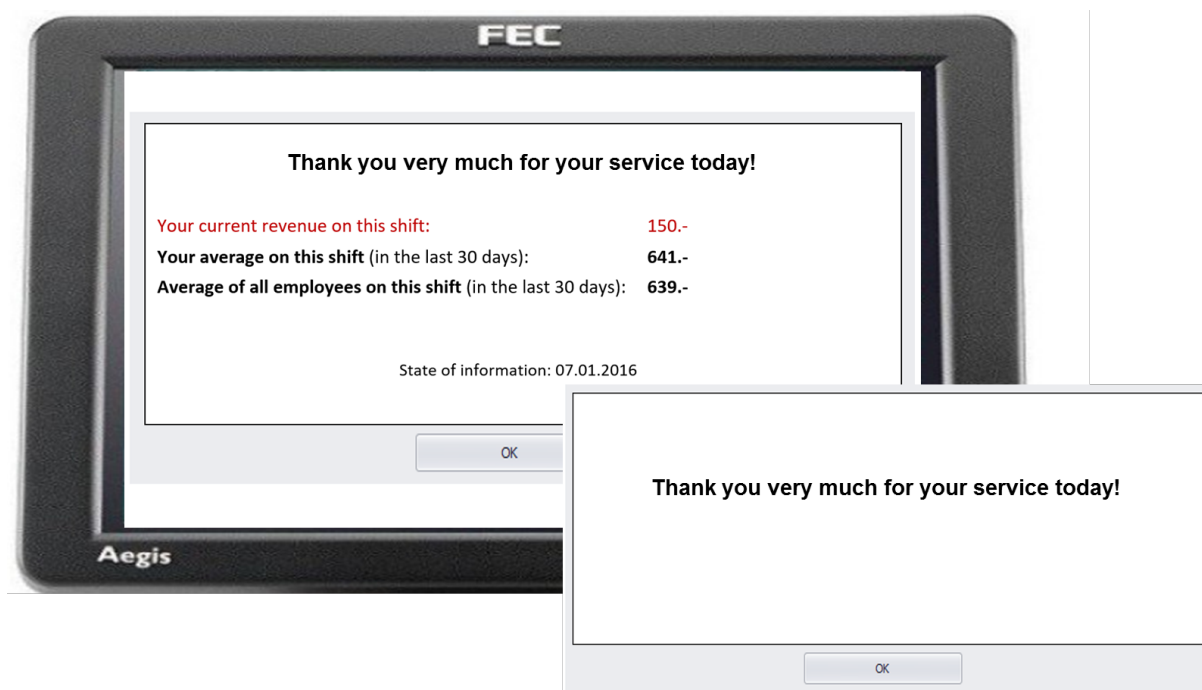 FEC
Thank you very much for your service today!
Your current revenue on this shift: 150.-
Your average on this shift (in the last 30 days): 641.-
Average of all employees on this shift (in the last 30 days): 639.-
State of information: 07.01.2016
OK
Aegis
Thank you very much for your service today!
OK